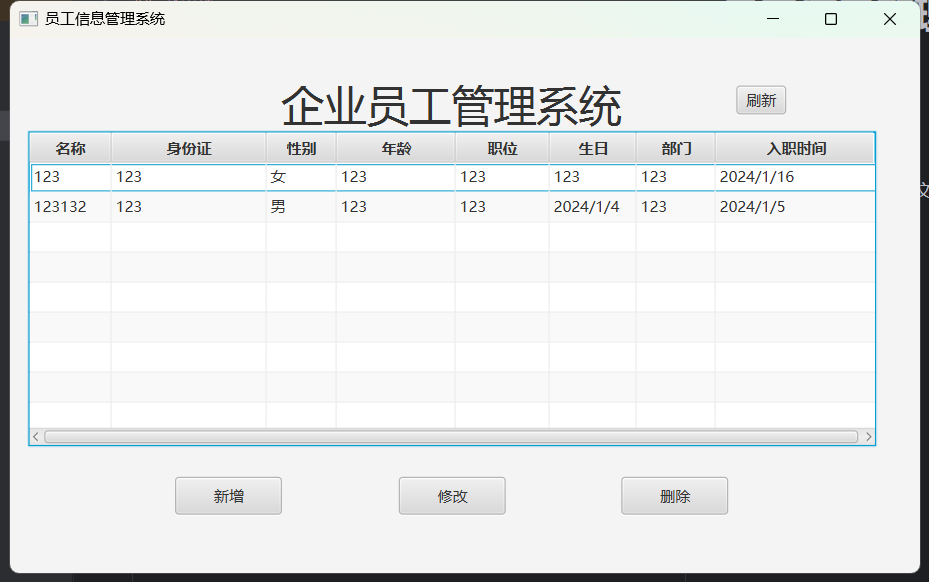 员工信息管理系统
企业员工管理系统
刷新
名称 身份证 性别 年龄 职位 生日 部门 入职时间
123 123 女 123 123 123 123 2024/1/16
123132 123 男 123 123 2024/1/4 123 2024/1/5
新增 修改 删除